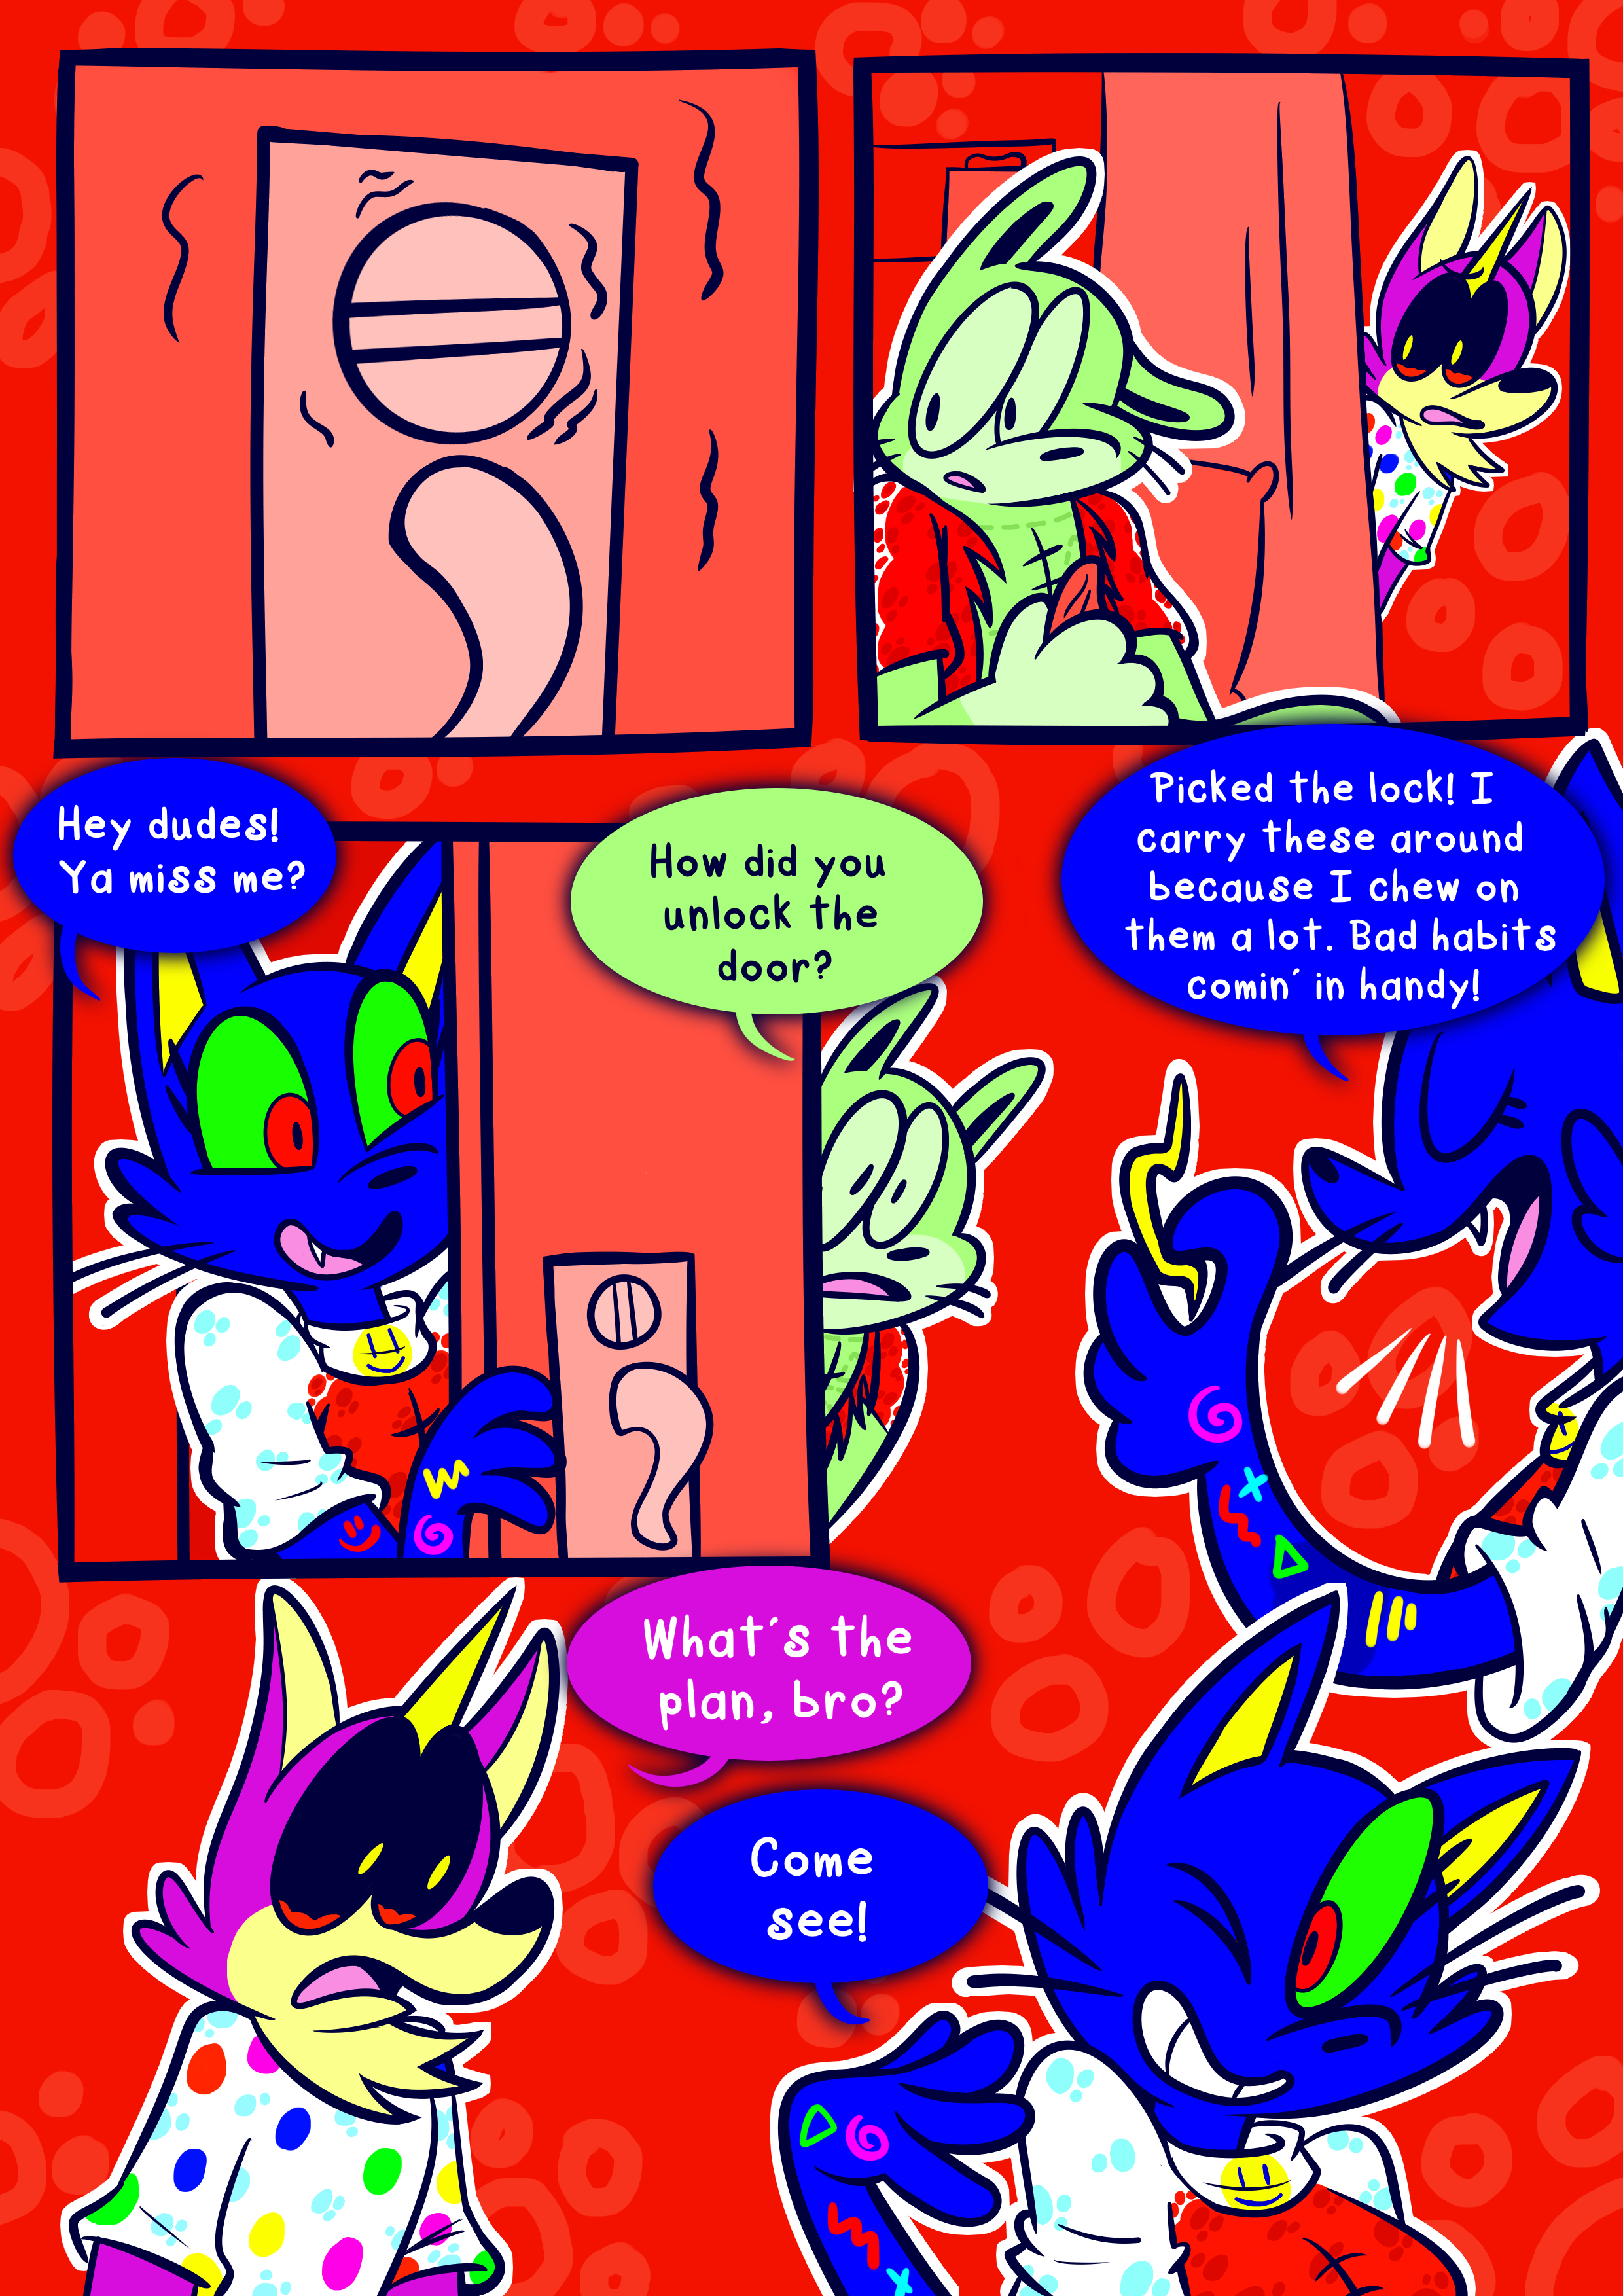 Hey dudes!
Ya miss me?
How did you
unlock the
door?
Picked the lock! I
carry these around
because I chew on
them a lot. Bad habits
comin' in handy!
What's the
plan, bro?
Come
see!